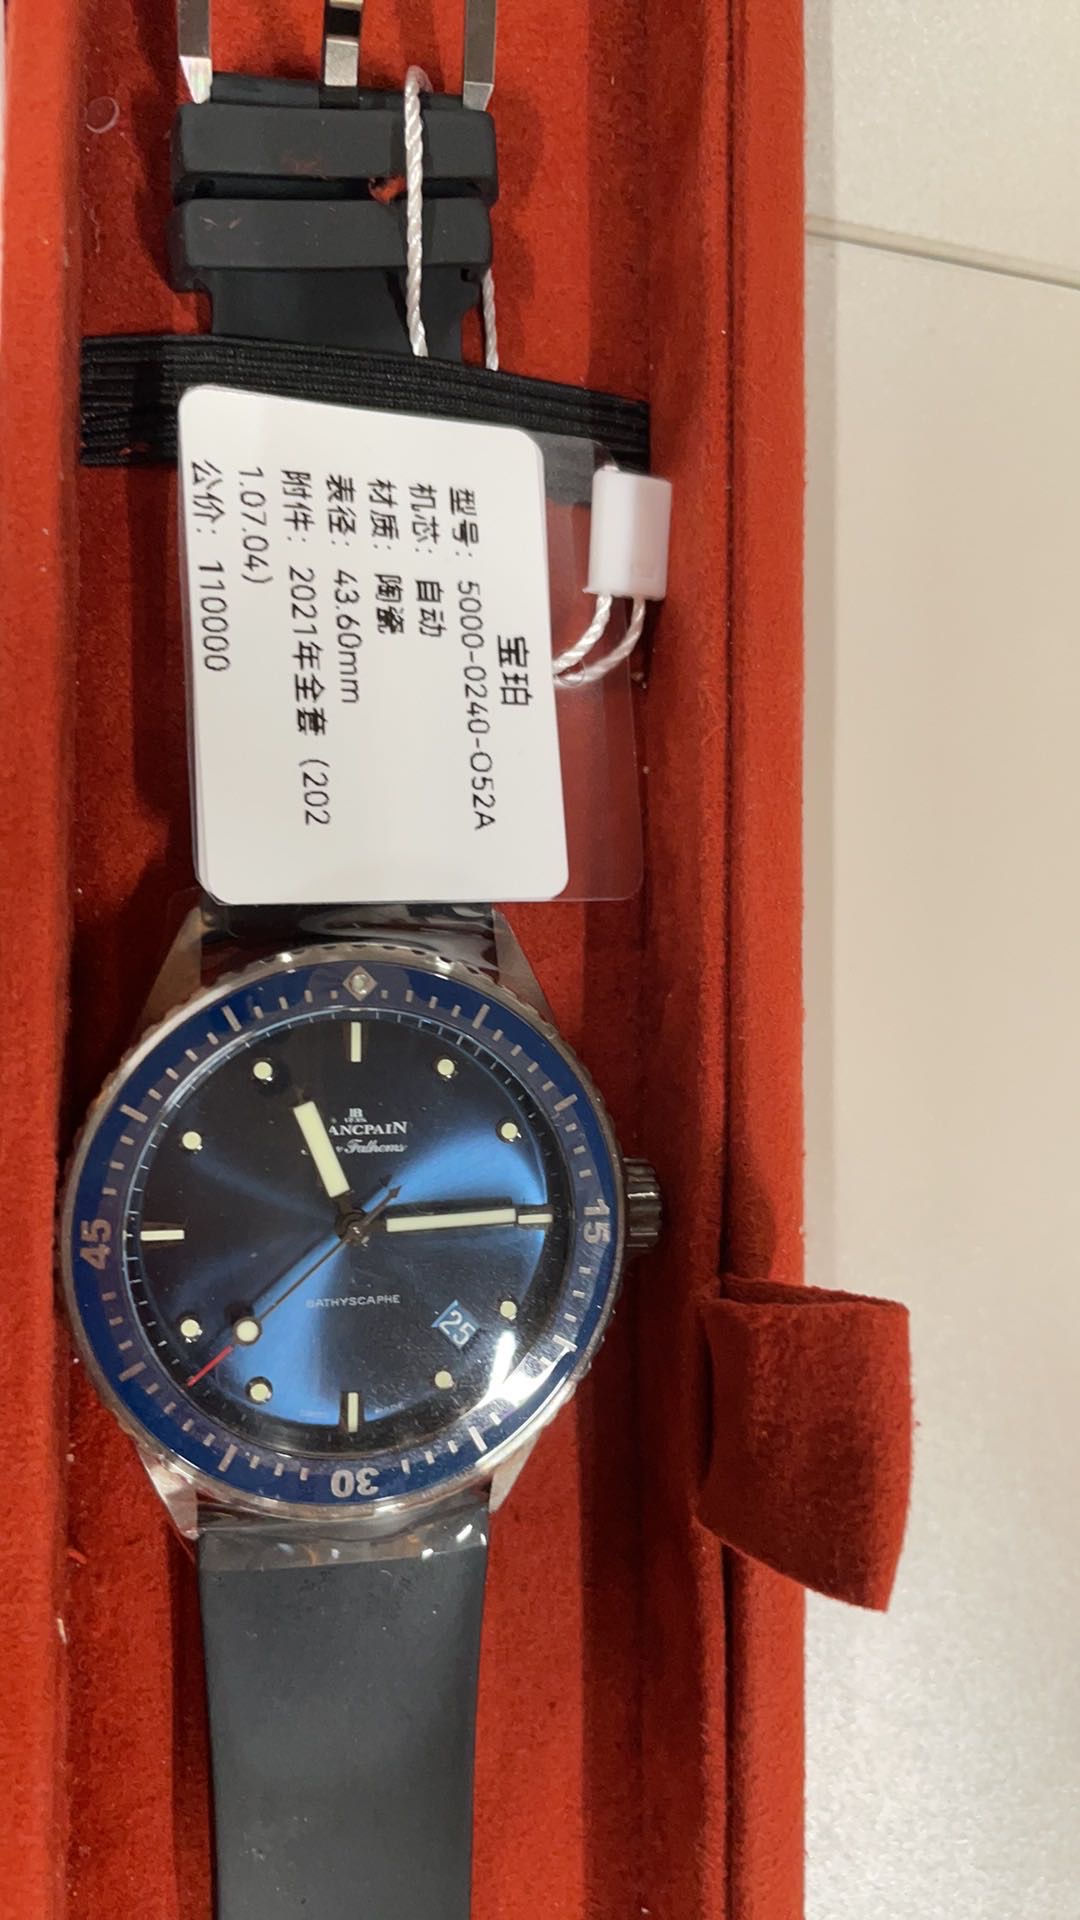 宝珀
型号: 5000-0240-O52A
机芯: 自动
材质: 陶瓷
表径: 43.60mm
附件: 2021年全套 (202
1.07.04)
公价: 110000
ANCPAIN
Fathoms
BATHYSCAPHE
25
15
30
45